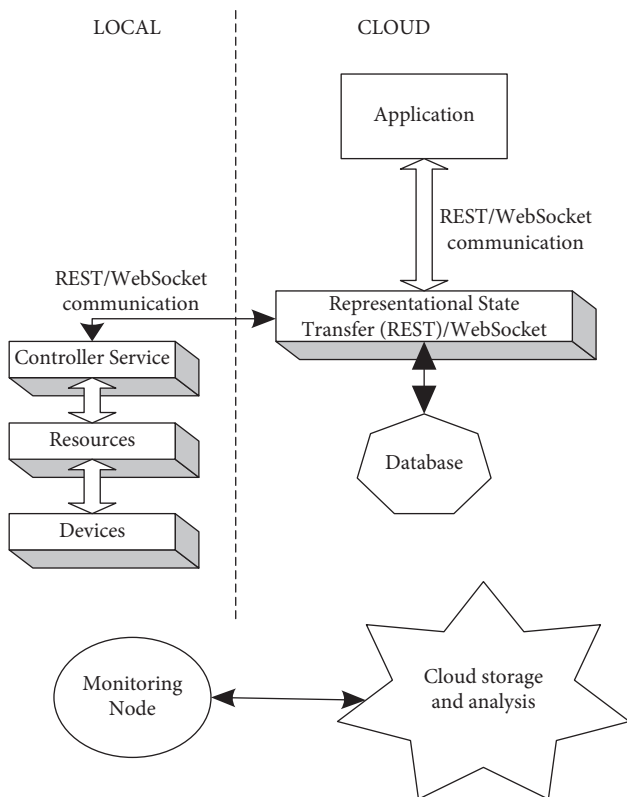 LOCAL
CLOUD
Application
REST/WebSocket
communication
REST/WebSocket
communication
Representational State
Transfer (REST)/WebSocket
Controller Service
Resources
Database
Devices
Monitoring
Node
Cloud storage
and analysis